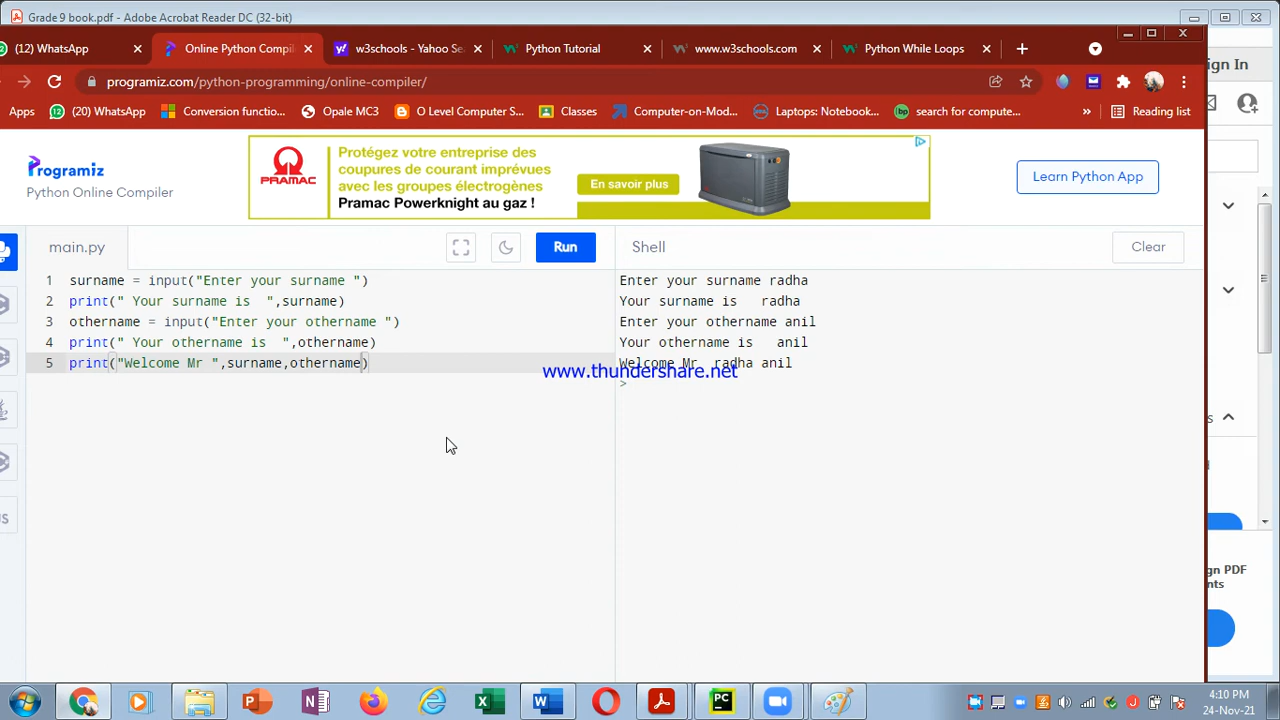 Grade 9 book.pdf - Adobe Acrobat Reader DC (32-bit)
(12) WhatsApp
Online Python Compil
w3schools - Yahoo Se
Python Tutorial
www.w3schools.com
Python While Loops
programiz.com/python-programming/online-compiler/
gn In
Apps
(20) WhatsApp
Conversion functio...
Opale MC3
O Level Computer S...
Classes
Computer-on-Mod...
Laptops: Notebook...
search for compute...
»
Reading list
Programiz
Python Online Compiler
PRAMAC
Protégez votre entreprise des
coupures de courant imprévues
avec les groupes électrogènes
Pramac Powerknight au gaz !
En savoir plus
Learn Python App
main.py
Run
Shell
Clear
1 surname = input("Enter your surname ")
2 print(" Your surname is  ",surname)
3 othername = input("Enter your othername ")
4 print(" Your othername is  ",othername)
5 print("Welcome Mr ",surname,othername)
Enter your surname radha
Your surname is   radha
Enter your othername anil
Your othername is   anil
Welcome Mr  radha anil
>
www.thundershare.net
gn PDF
nts
4:10 PM
24-Nov-21